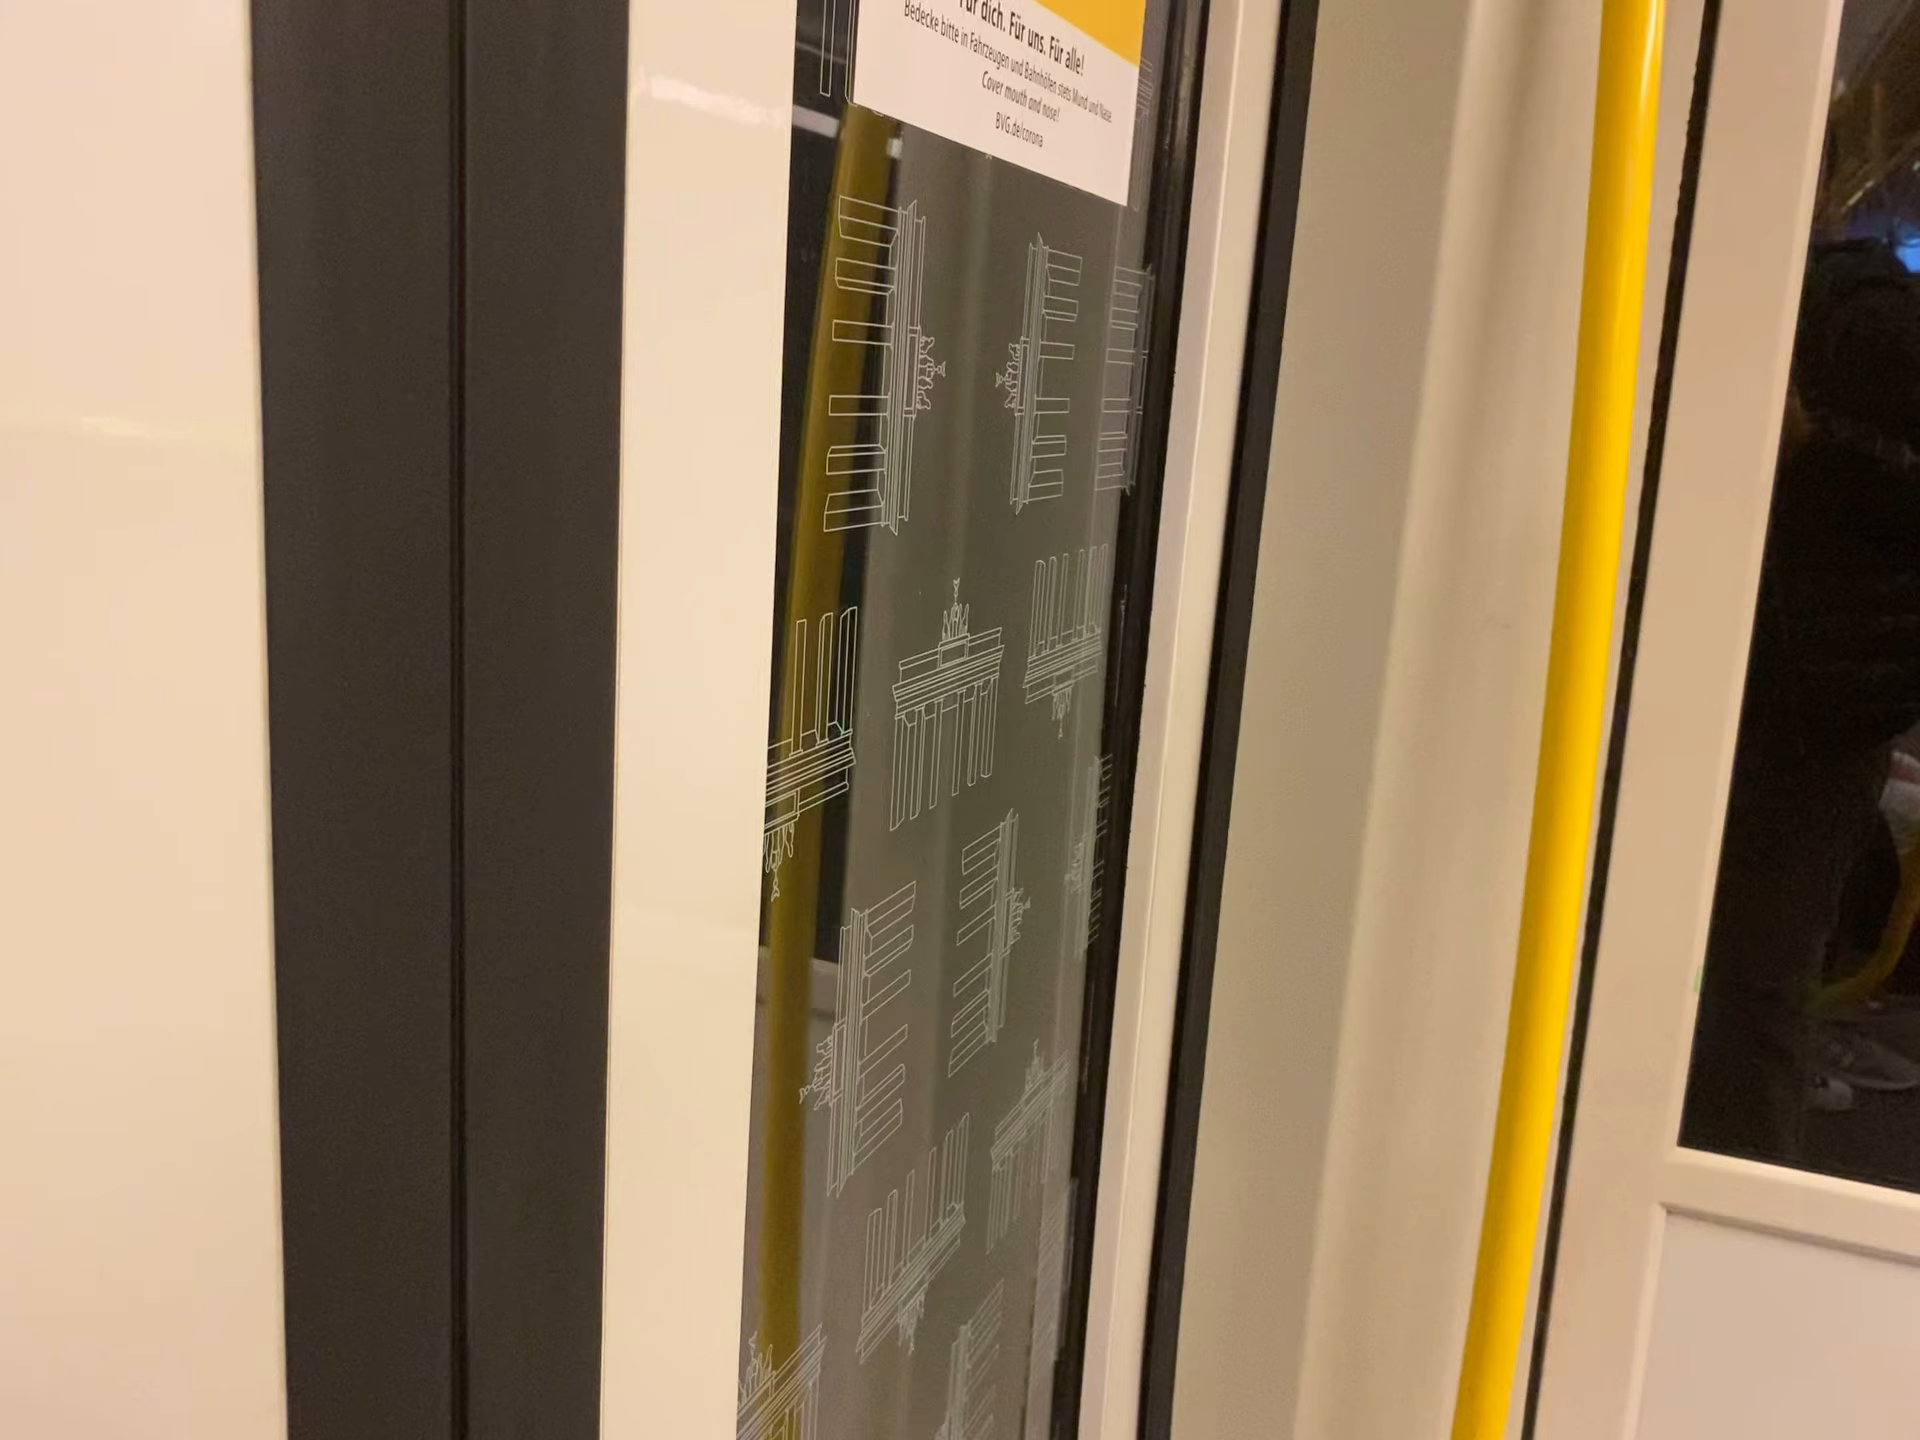 Für dich. Für uns. Für alle!
Bedecke bitte in Fahrzeugen und Bahnhöfen stets Mund und Nase.
Cover mouth and nose!
BVG.de/corona